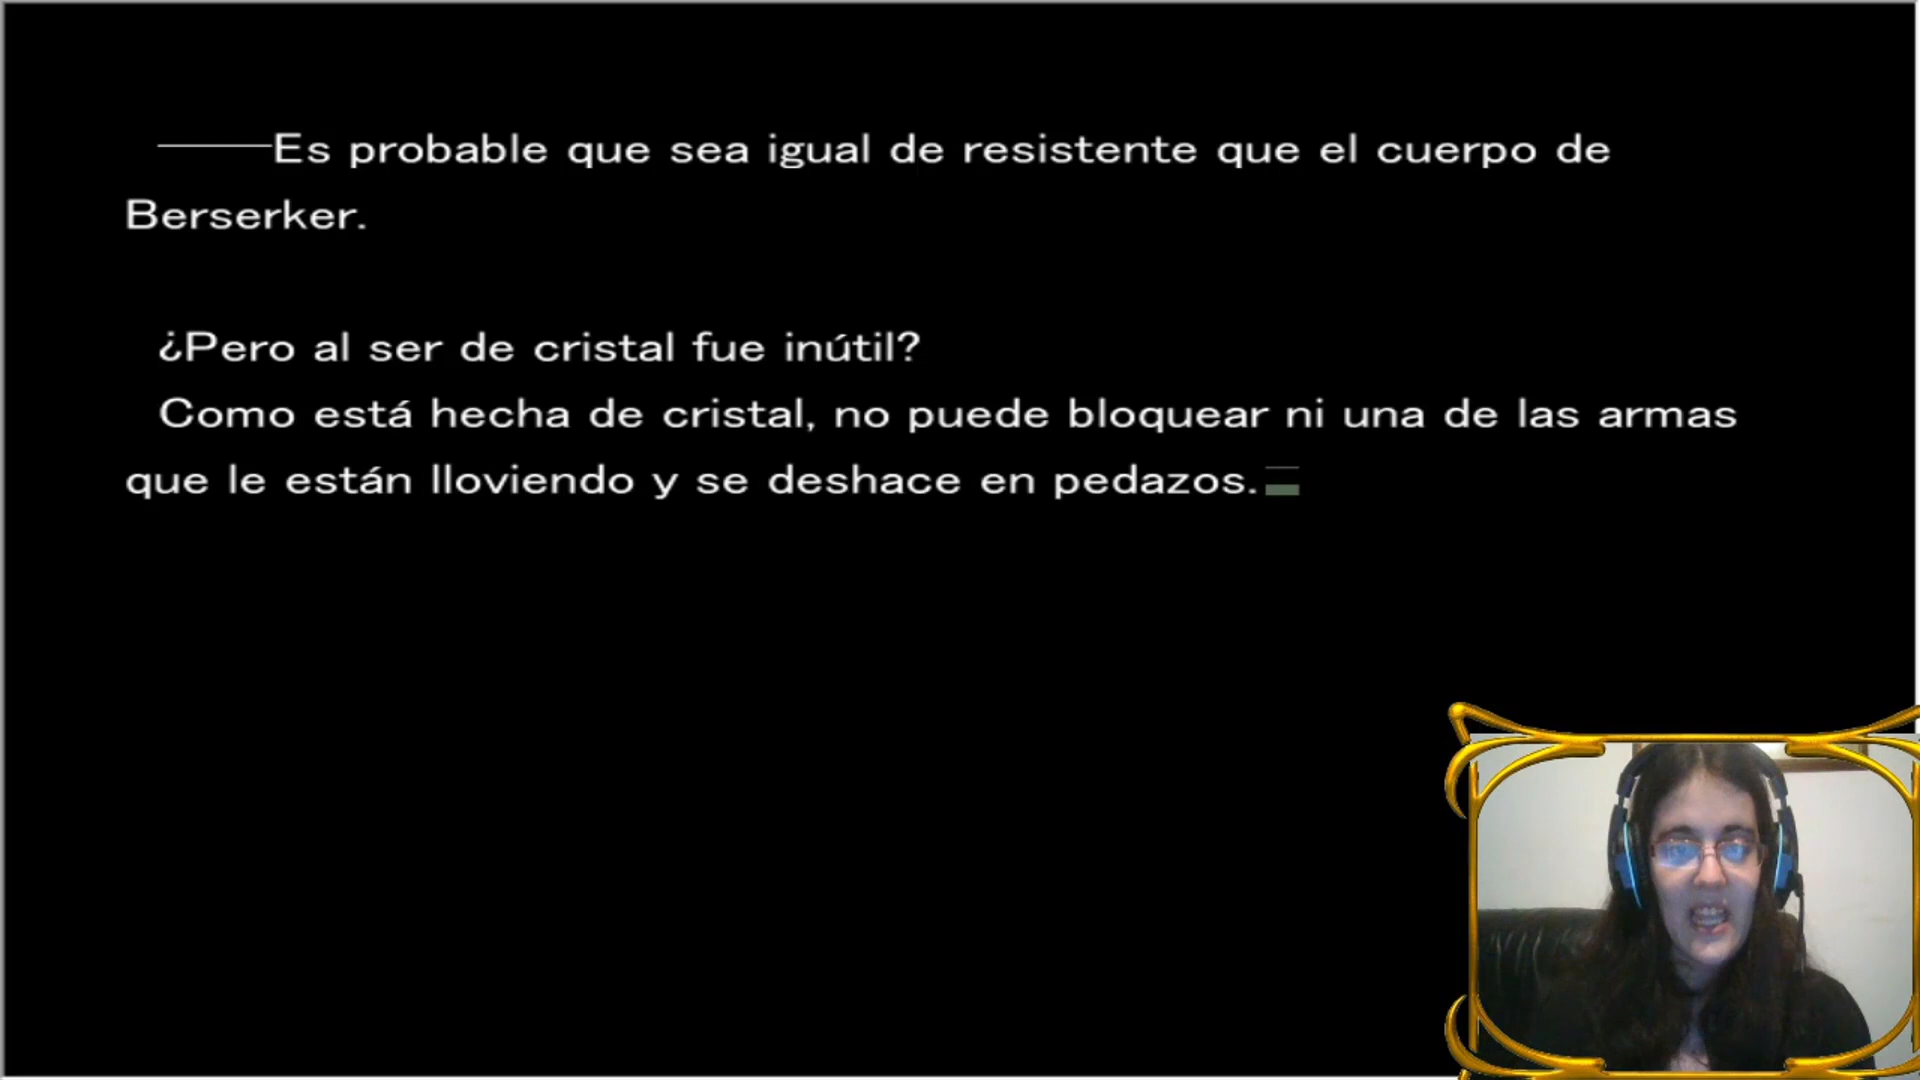 ———Es probable que sea igual de resistente que el cuerpo de
Berserker.
¿Pero al ser de cristal fue inútil?
Como está hecha de cristal, no puede bloquear ni una de las armas
que le están lloviendo y se deshace en pedazos.